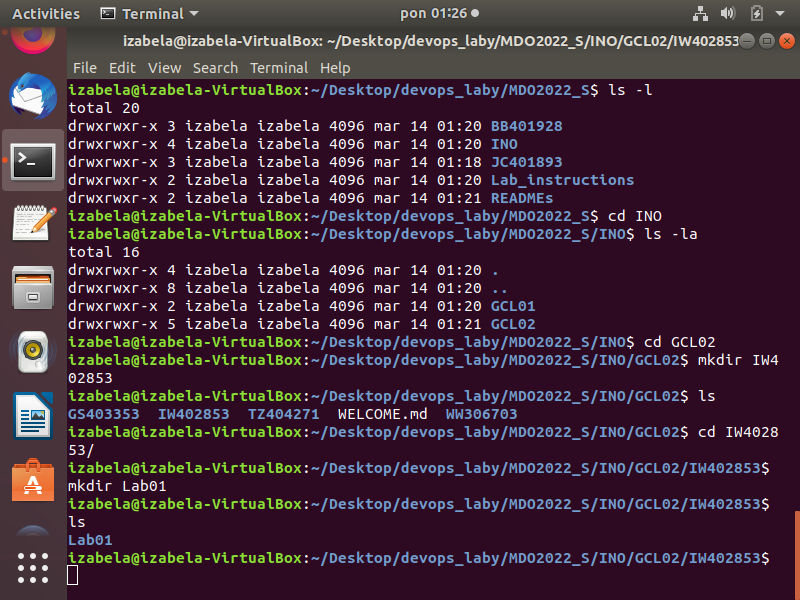 Activities Terminal pon 01:26
izabela@izabela-VirtualBox: ~/Desktop/devops_laby/MDO2022_S/INO/GCL02/IW402853
File Edit View Search Terminal Help
izabela@izabela-VirtualBox:~/Desktop/devops_laby/MDO2022_S$ ls -l
total 20
drwxrwxr-x 3 izabela izabela 4096 mar 14 01:20 BB401928
drwxrwxr-x 4 izabela izabela 4096 mar 14 01:20 INO
drwxrwxr-x 3 izabela izabela 4096 mar 14 01:18 JC401893
drwxrwxr-x 2 izabela izabela 4096 mar 14 01:20 Lab_instructions
drwxrwxr-x 2 izabela izabela 4096 mar 14 01:21 READMEs
izabela@izabela-VirtualBox:~/Desktop/devops_laby/MDO2022_S$ cd INO
izabela@izabela-VirtualBox:~/Desktop/devops_laby/MDO2022_S/INO$ ls -la
total 16
drwxrwxr-x 4 izabela izabela 4096 mar 14 01:20 .
drwxrwxr-x 8 izabela izabela 4096 mar 14 01:20 ..
drwxrwxr-x 2 izabela izabela 4096 mar 14 01:20 GCL01
drwxrwxr-x 5 izabela izabela 4096 mar 14 01:21 GCL02
izabela@izabela-VirtualBox:~/Desktop/devops_laby/MDO2022_S/INO$ cd GCL02
izabela@izabela-VirtualBox:~/Desktop/devops_laby/MDO2022_S/INO/GCL02$ mkdir IW4
02853
izabela@izabela-VirtualBox:~/Desktop/devops_laby/MDO2022_S/INO/GCL02$ ls
GS403353 IW402853 TZ404271 WELCOME.md WW306703
izabela@izabela-VirtualBox:~/Desktop/devops_laby/MDO2022_S/INO/GCL02$ cd IW4028
53/
izabela@izabela-VirtualBox:~/Desktop/devops_laby/MDO2022_S/INO/GCL02/IW402853$
mkdir Lab01
izabela@izabela-VirtualBox:~/Desktop/devops_laby/MDO2022_S/INO/GCL02/IW402853$
ls
Lab01
izabela@izabela-VirtualBox:~/Desktop/devops_laby/MDO2022_S/INO/GCL02/IW402853$